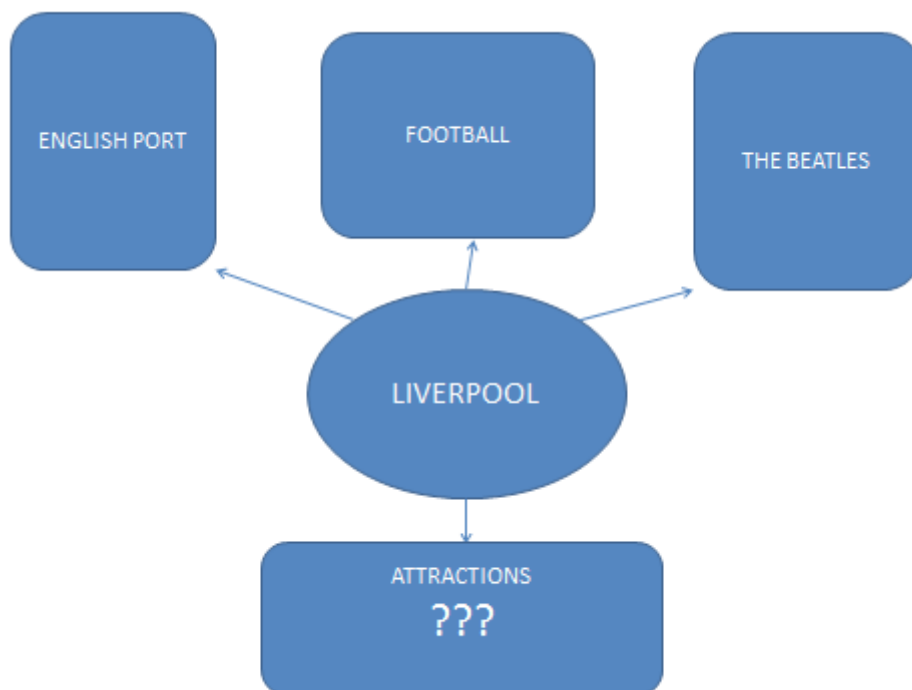 ENGLISH PORT
FOOTBALL
THE BEATLES
LIVERPOOL
ATTRACTIONS
???